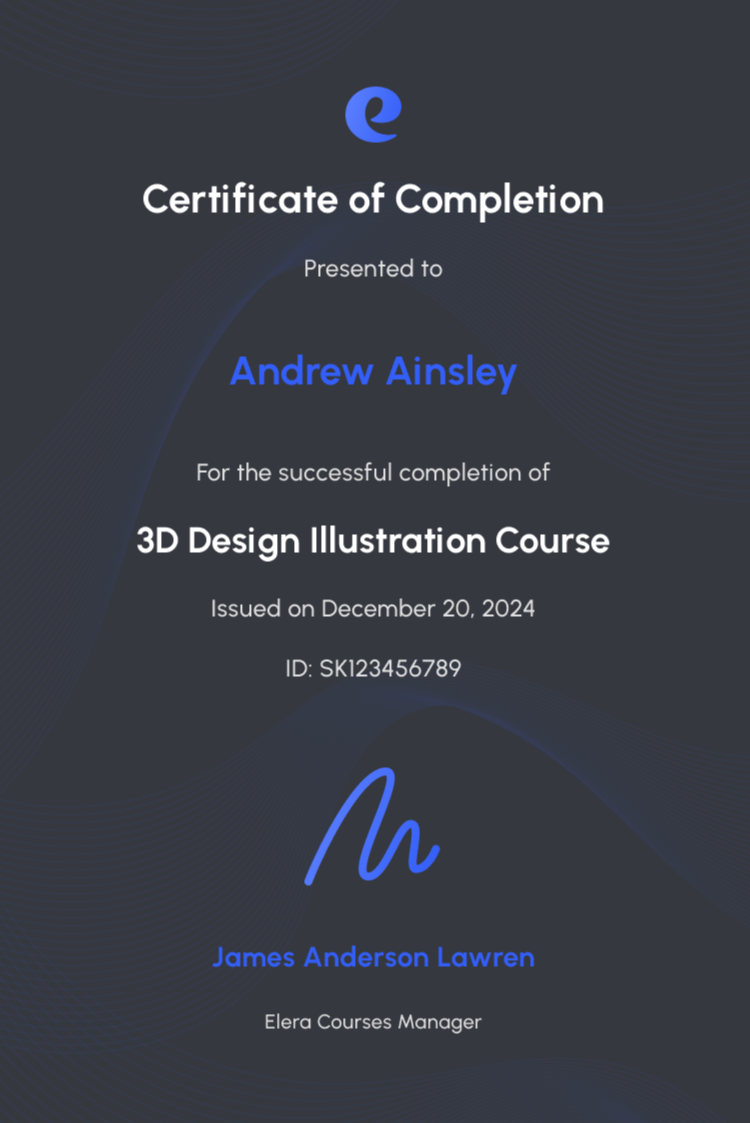 Certificate of Completion
Presented to
Andrew Ainsley
For the successful completion of
3D Design Illustration Course
Issued on December 20, 2024
ID: SK123456789
James Anderson Lawren
Elera Courses Manager